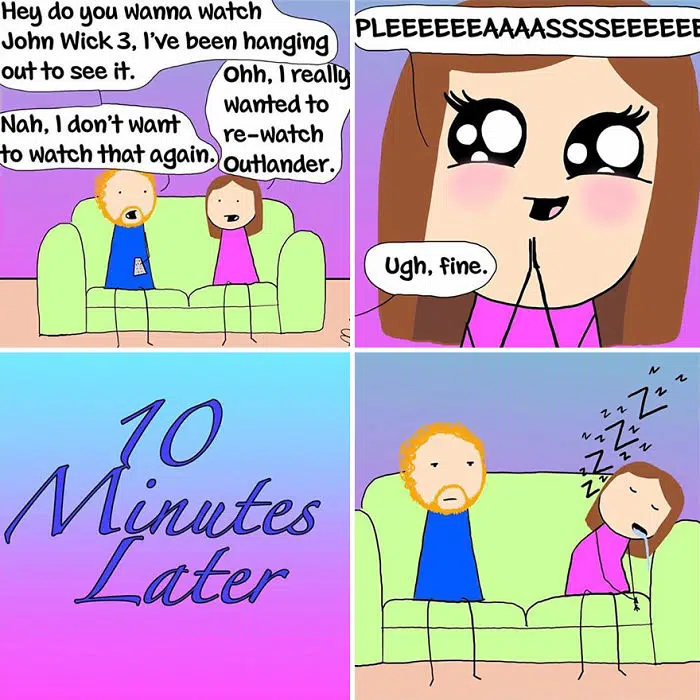 Hey do you wanna watch
John Wick 3, I've been hanging
out to see it.
Ohh, I really
wanted to
re-watch
Outlander.
Nah, I don't want
to watch that again.
PLEEEEEEEAAAASSSSEEEEEE
Ugh, fine.
10
Minutes
Later
z z Z z z
z z Z z z
z z Z z z
z Z z